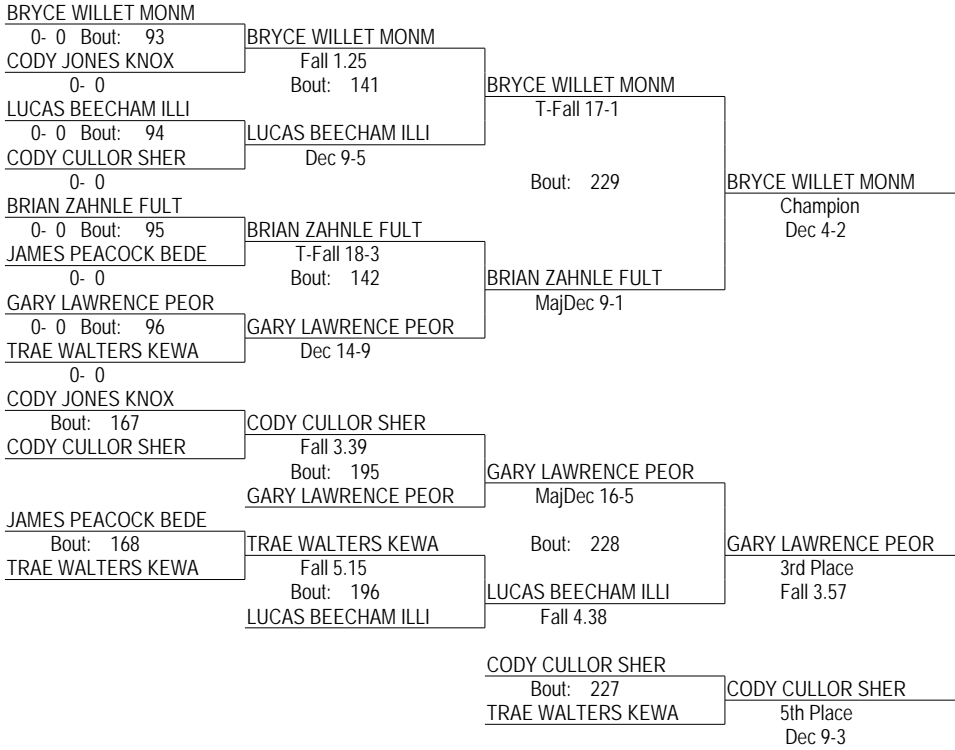 BRYCE WILLET MONM
0- 0 Bout: 93
BRYCE WILLET MONM
CODY JONES KNOX
Fall 1.25
0- 0
Bout: 141
BRYCE WILLET MONM
LUCAS BEECHAM ILLI
T-Fall 17-1
0- 0 Bout: 94
LUCAS BEECHAM ILLI
CODY CULLOR SHER
Dec 9-5
0- 0
Bout: 229
BRYCE WILLET MONM
BRIAN ZAHNLE FULT
Champion
0- 0 Bout: 95
BRIAN ZAHNLE FULT
Dec 4-2
JAMES PEACOCK BEDE
T-Fall 18-3
0- 0
Bout: 142
BRIAN ZAHNLE FULT
GARY LAWRENCE PEOR
MajDec 9-1
0- 0 Bout: 96
GARY LAWRENCE PEOR
TRAE WALTERS KEWA
Dec 14-9
0- 0
CODY JONES KNOX
Bout: 167
CODY CULLOR SHER
CODY CULLOR SHER
Fall 3.39
Bout: 195
GARY LAWRENCE PEOR
GARY LAWRENCE PEOR
MajDec 16-5
JAMES PEACOCK BEDE
Bout: 168
TRAE WALTERS KEWA
Bout: 228
GARY LAWRENCE PEOR
TRAE WALTERS KEWA
Fall 5.15
3rd Place
Bout: 196
LUCAS BEECHAM ILLI
Fall 3.57
LUCAS BEECHAM ILLI
Fall 4.38
CODY CULLOR SHER
Bout: 227
CODY CULLOR SHER
TRAE WALTERS KEWA
5th Place
Dec 9-3